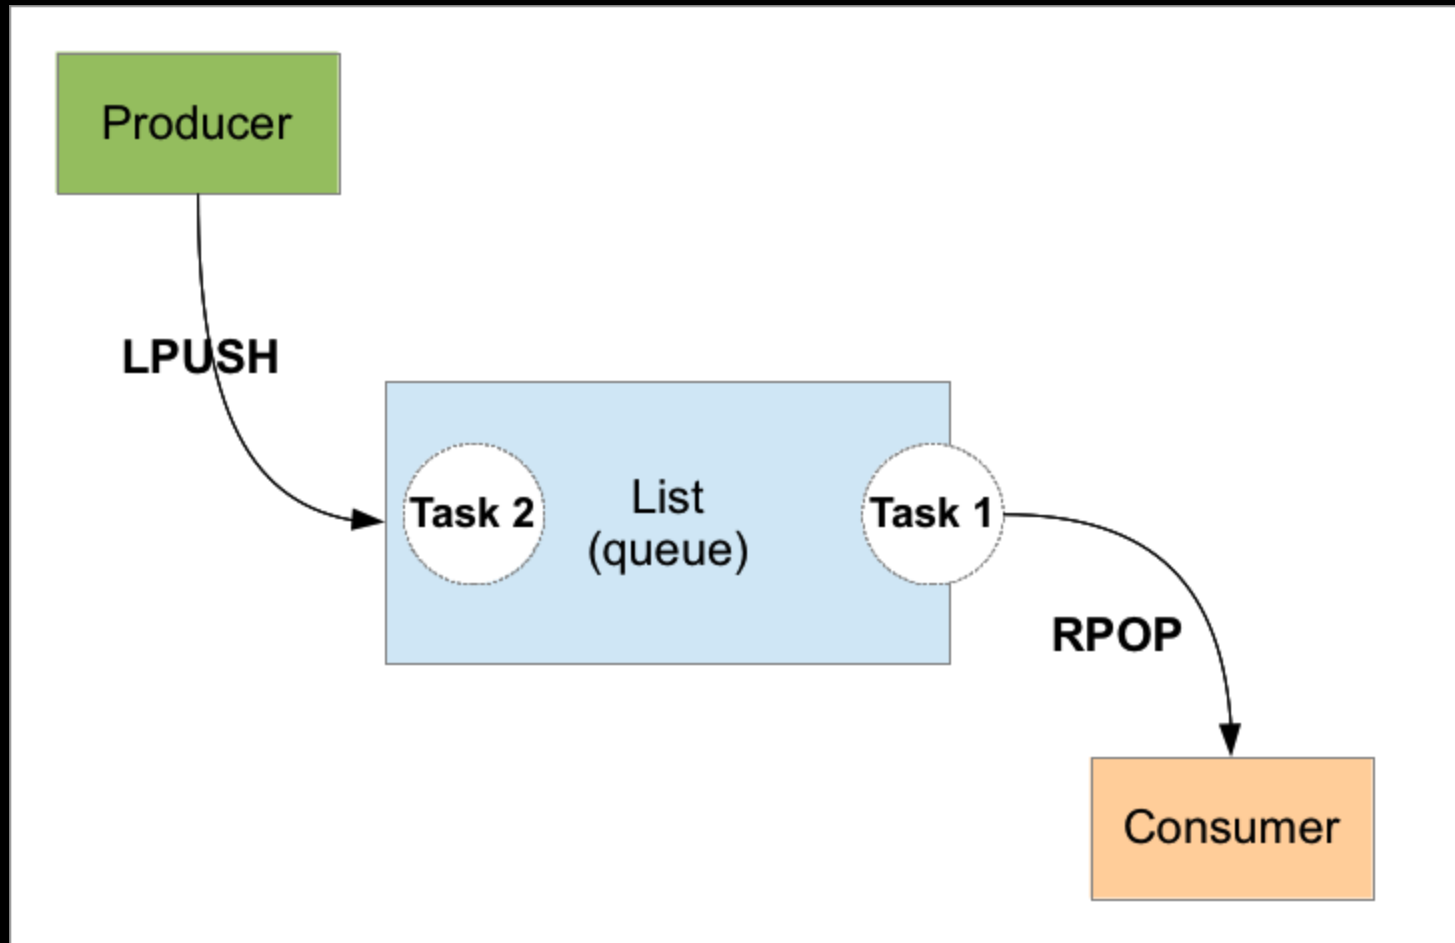 Producer
LPUSH
Task 2
List
(queue)
Task 1
RPOP
Consumer